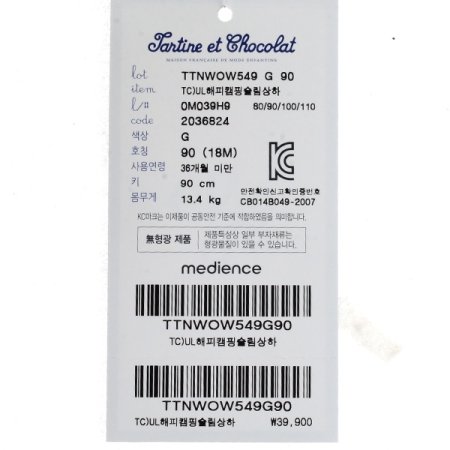 Tartine et Chocolat
MAISON FRANÇAISE DE MODE ENFANTINE
lot TTNWOW549 G 90
item TC)UL해피캠핑슬림상하
l/# 0M039H9 80/90/100/110
code 2036824
색상 G
호칭 90 (18M)
사용연령 36개월 미만
키 90 cm
몸무게 13.4 kg
안전확인신고확인증번호
CB014B049-2007
KC마크는 이제품이 공통안전 기준에 적합하였음을 의미합니다.
無형광 제품
제품특성상 일부 부자재류는
형광물질이 있을 수 있습니다
medience
TTNWOW549G90
TC)UL해피캠핑슬림상하
TTNWOW549G90
TC)UL해피캠핑슬림상하 ₩39,900